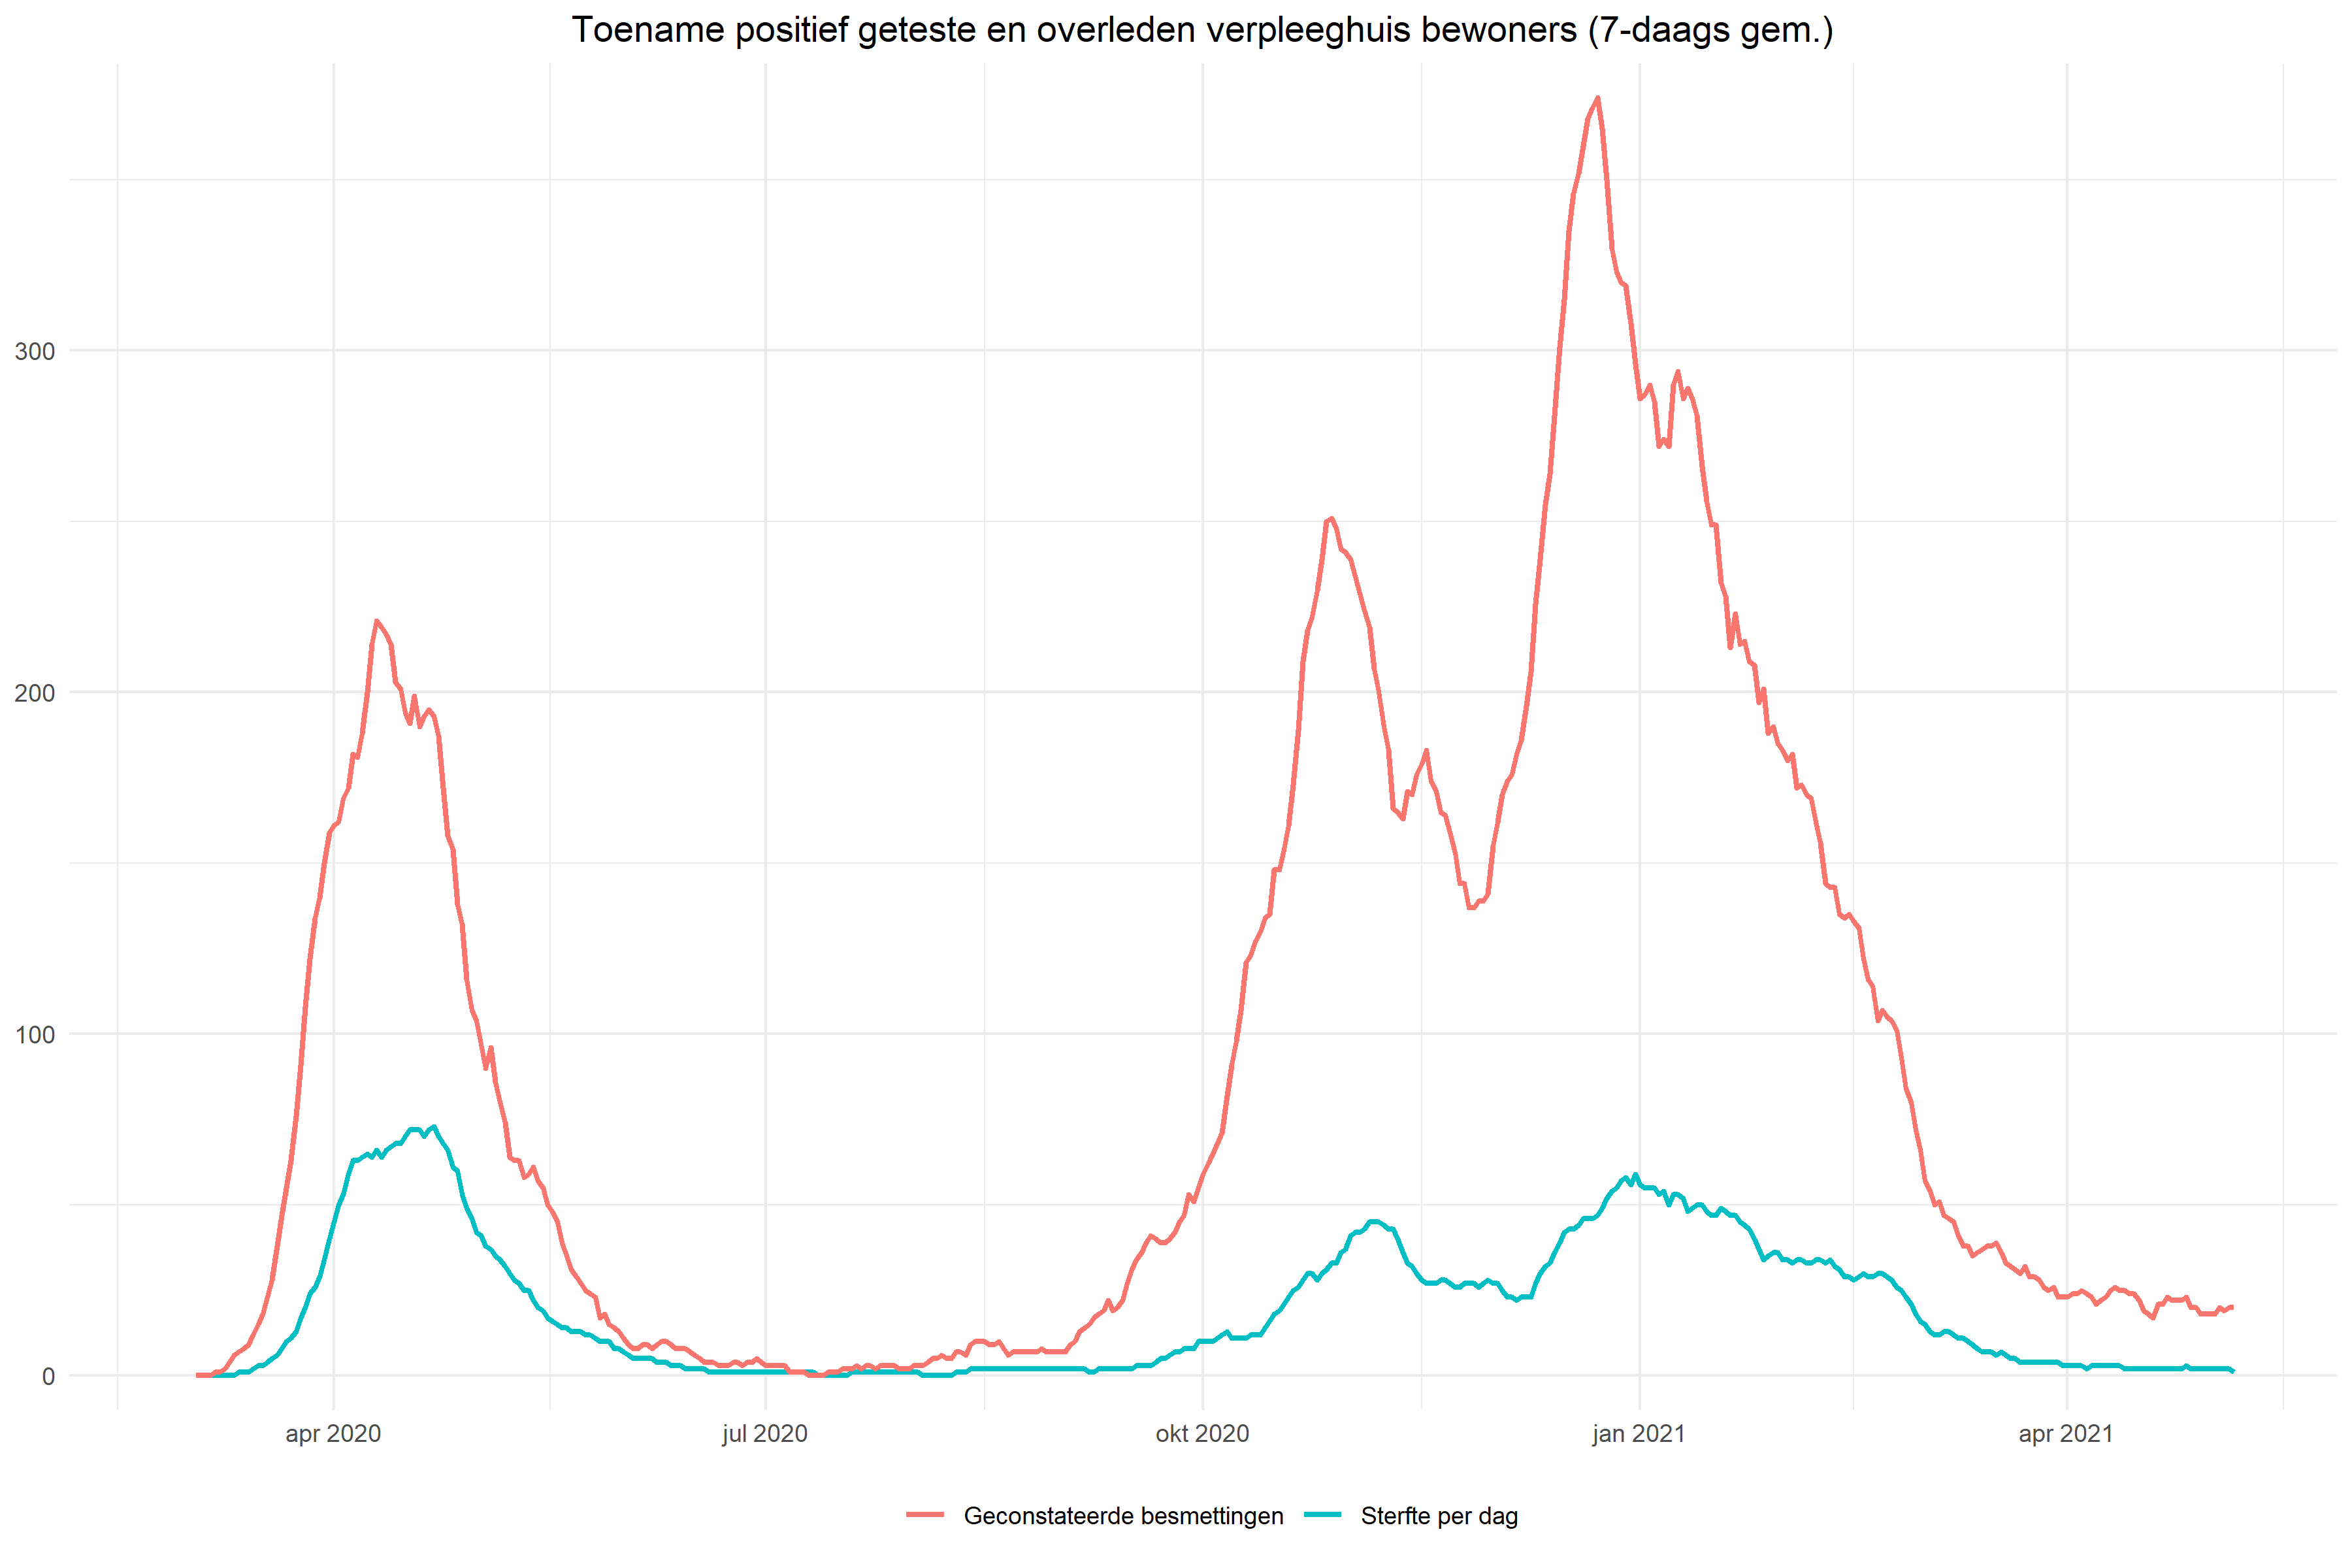 Toename positief geteste en overleden verpleeghuis bewoners (7-daags gem.)
300
200
100
0
apr 2020 jul 2020 okt 2020 jan 2021 apr 2021
Geconstateerde besmettingen Sterfte per dag